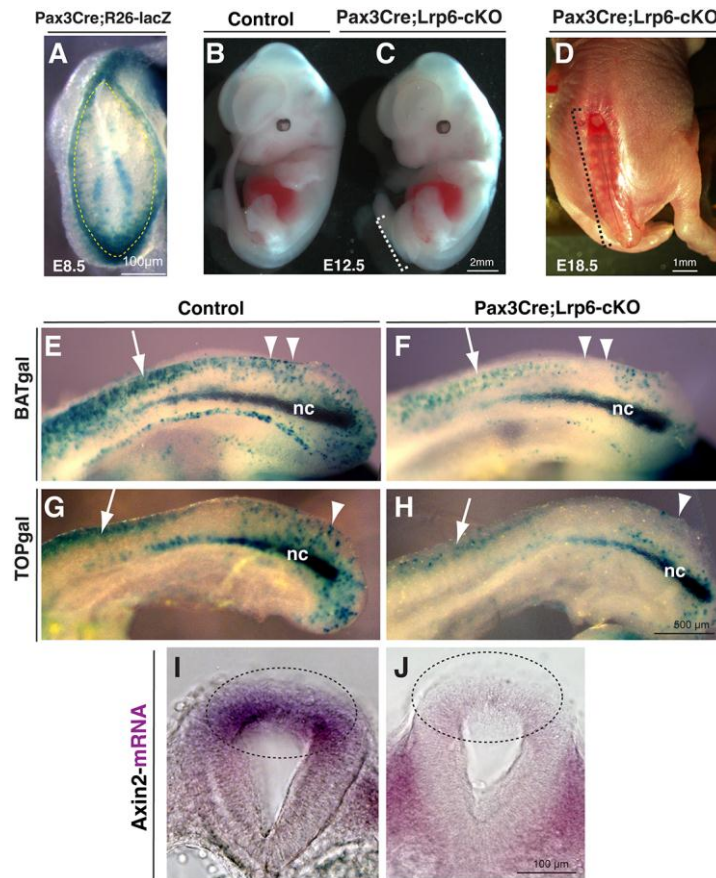 Pax3Cre;R26-lacZ
Control
Pax3Cre;Lrp6-cKO
Pax3Cre;Lrp6-cKO
A
B
C
D
E8.5
100µm
E12.5
2mm
E18.5
1mm
Control
Pax3Cre;Lrp6-cKO
BATgal
E
nc
F
nc
TOPgal
G
nc
H
nc
500 µm
Axin2-mRNA
I
J
100 µm